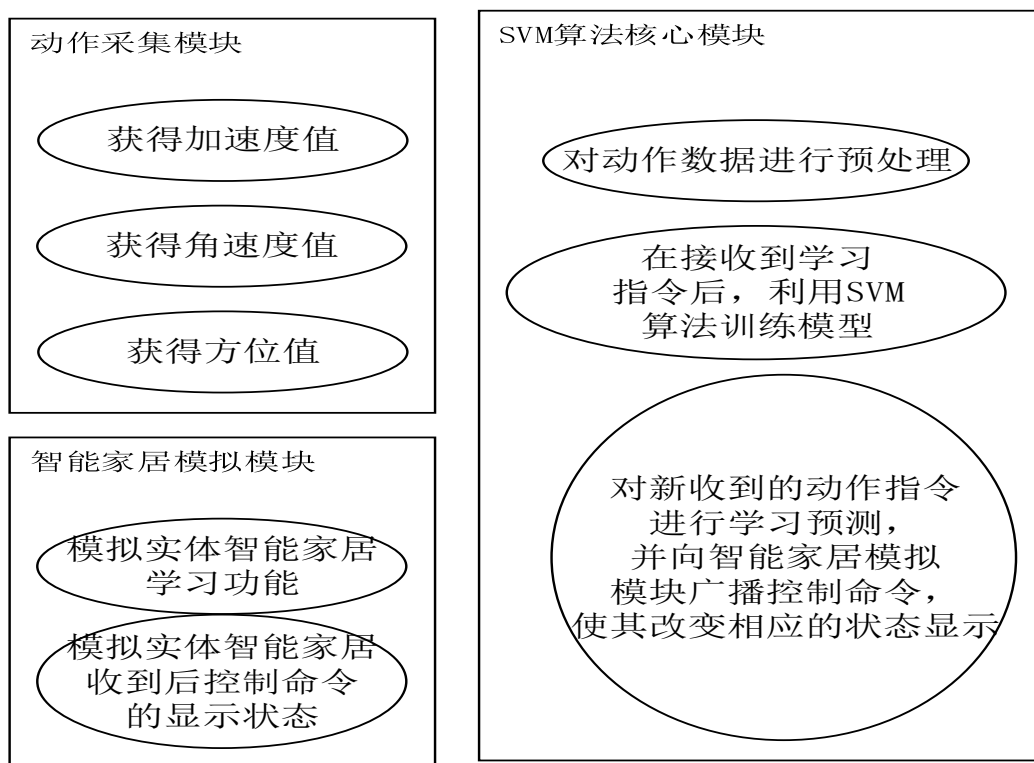 动作采集模块
获得加速度值
获得角速度值
获得方位值
智能家居模拟模块
模拟实体智能家居
学习功能
模拟实体智能家居
收到后控制命令
的显示状态
SVM算法核心模块
对动作数据进行预处理
在接收到学习
指令后，利用SVM
算法训练模型
对新收到的动作指令
进行学习预测，
并向智能家居模拟
模块广播控制命令，
使其改变相应的状态显示